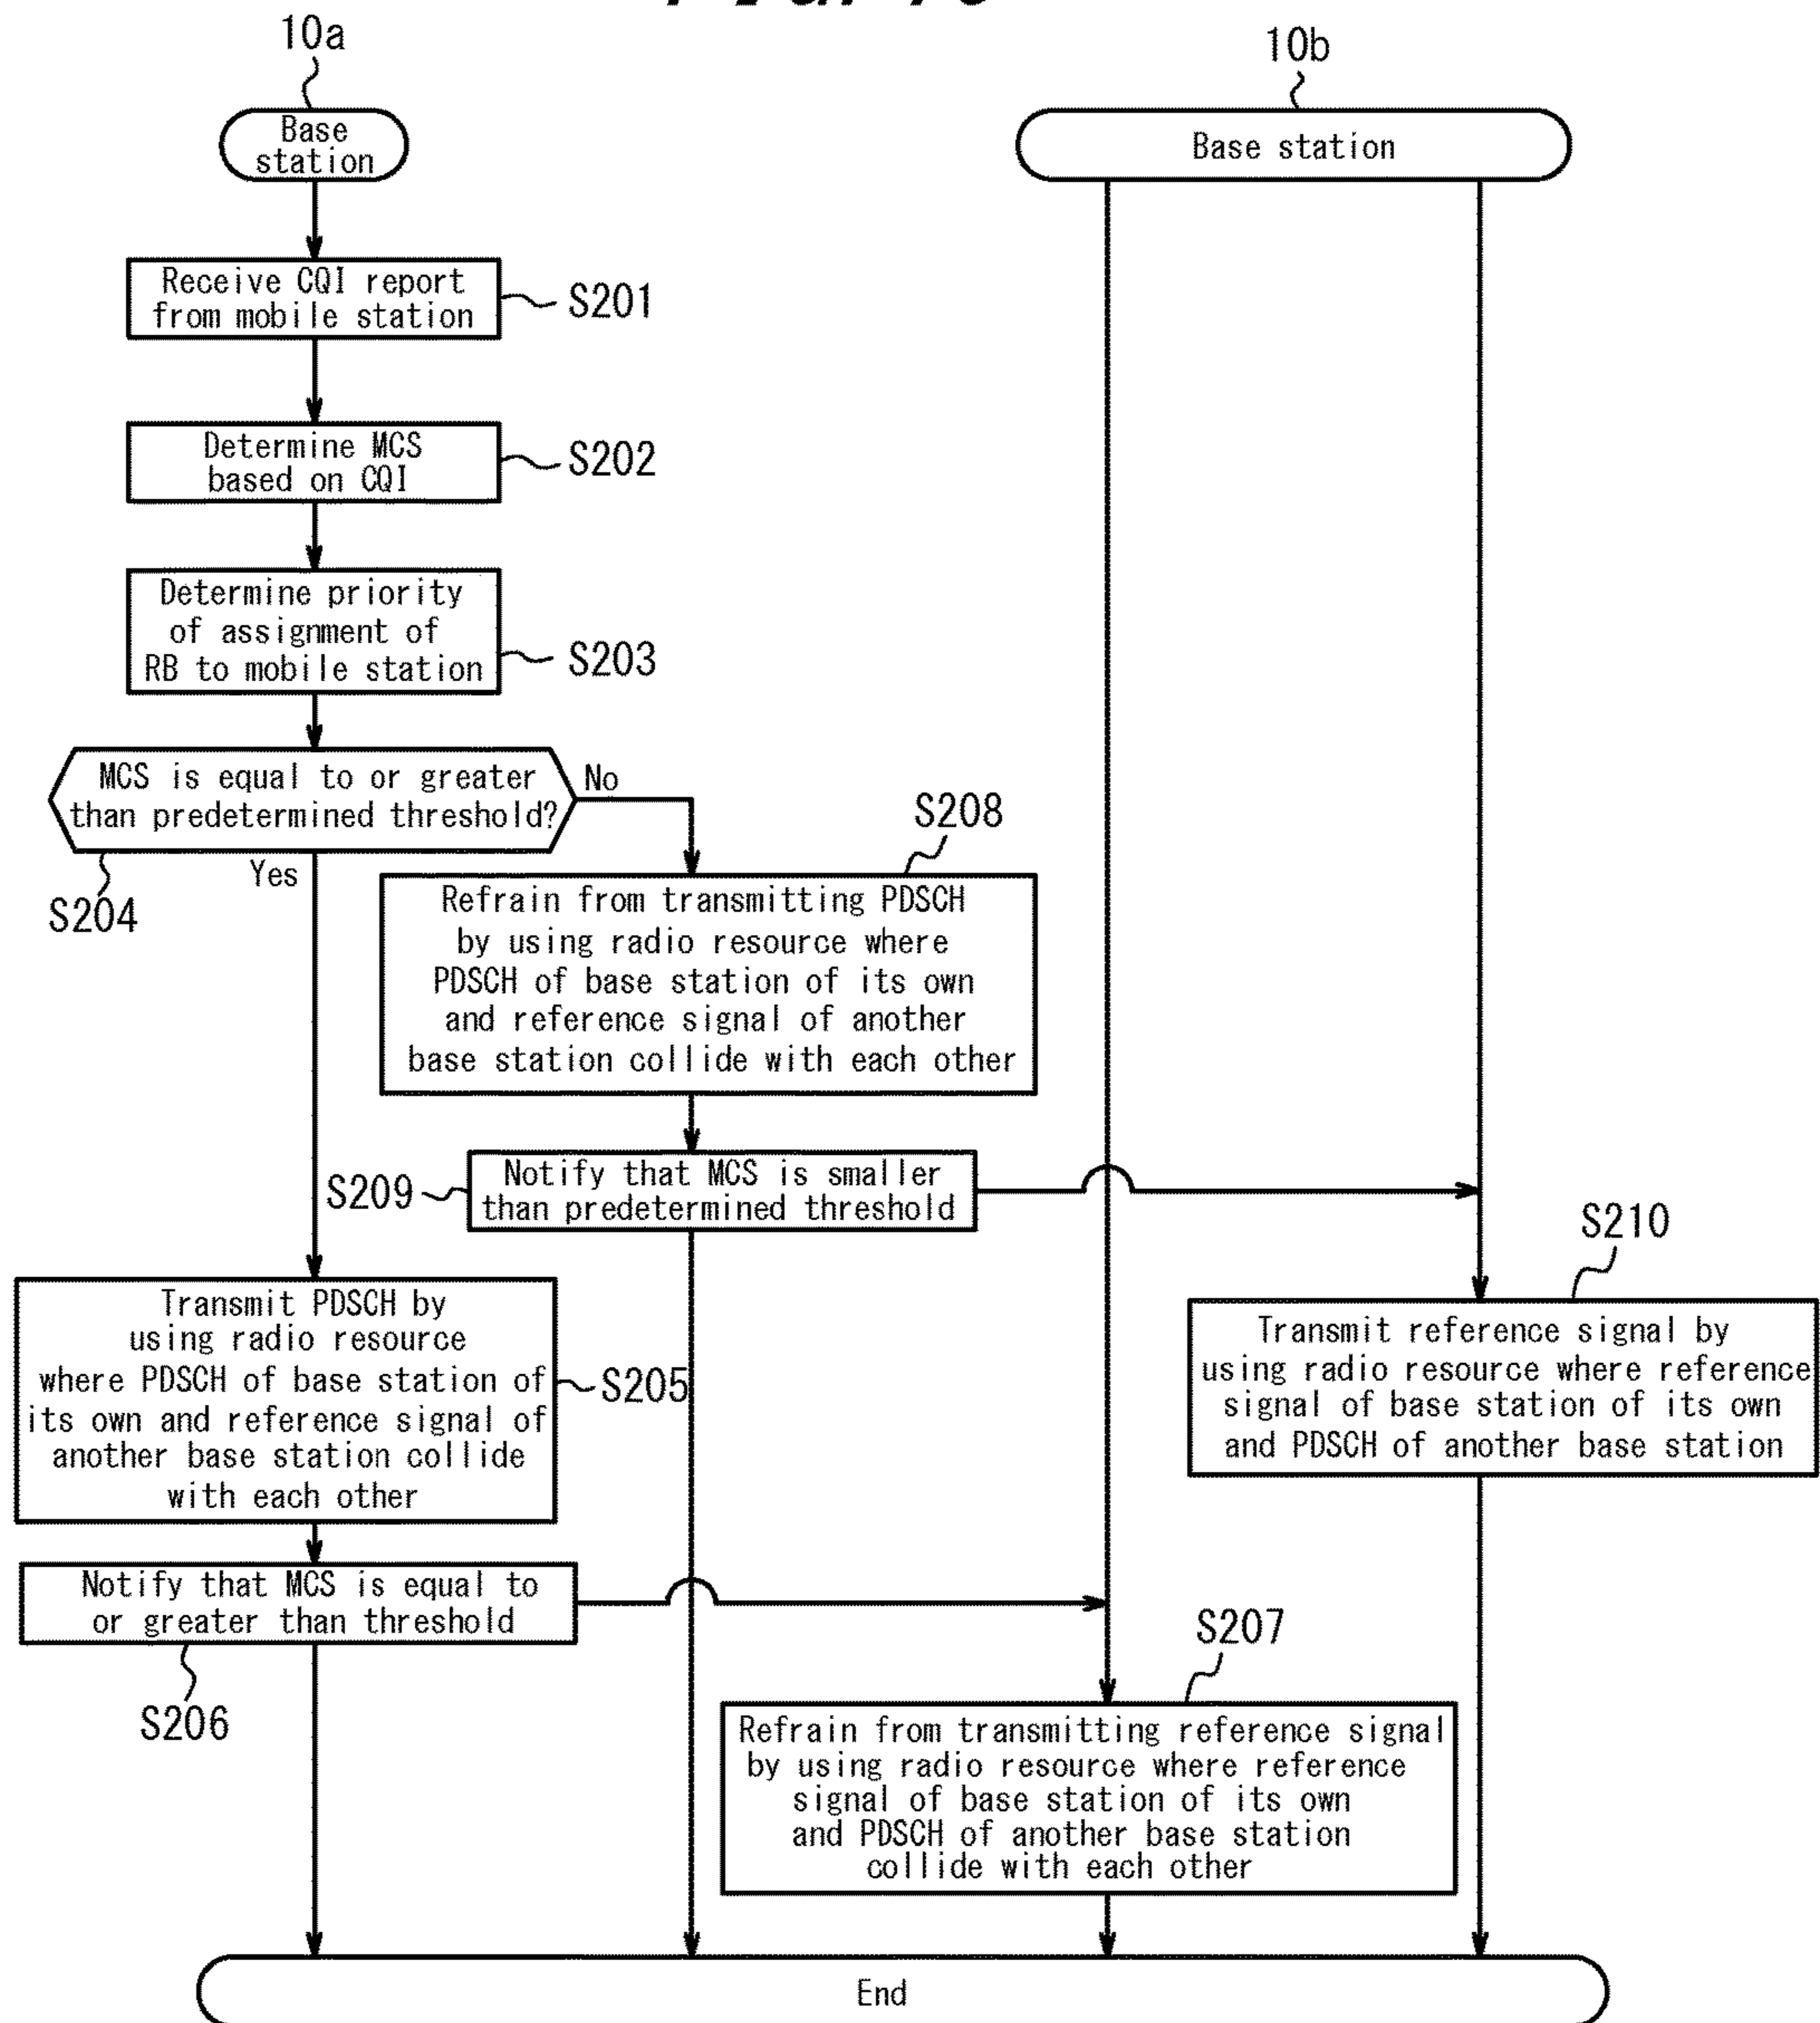 10a
10b
Base
station
Base station
Receive CQI report
from mobile station
S201
Determine MCS
based on CQI
S202
Determine priority
of assignment of
RB to mobile station
S203
MCS is equal to or greater
than predetermined threshold?
No
Yes
S204
S208
Refrain from transmitting PDSCH
by using radio resource where
PDSCH of base station of its own
and reference signal of another
base station collide with each other
S209
Notify that MCS is smaller
than predetermined threshold
S210
Transmit reference signal by
using radio resource where reference
signal of base station of its own
and PDSCH of another base station
Transmit PDSCH by
using radio resource
where PDSCH of base station of
its own and reference signal of
another base station collide
with each other
S205
Notify that MCS is equal to
or greater than threshold
S206
S207
Refrain from transmitting reference signal
by using radio resource where reference
signal of base station of its own
and PDSCH of another base station
collide with each other
End